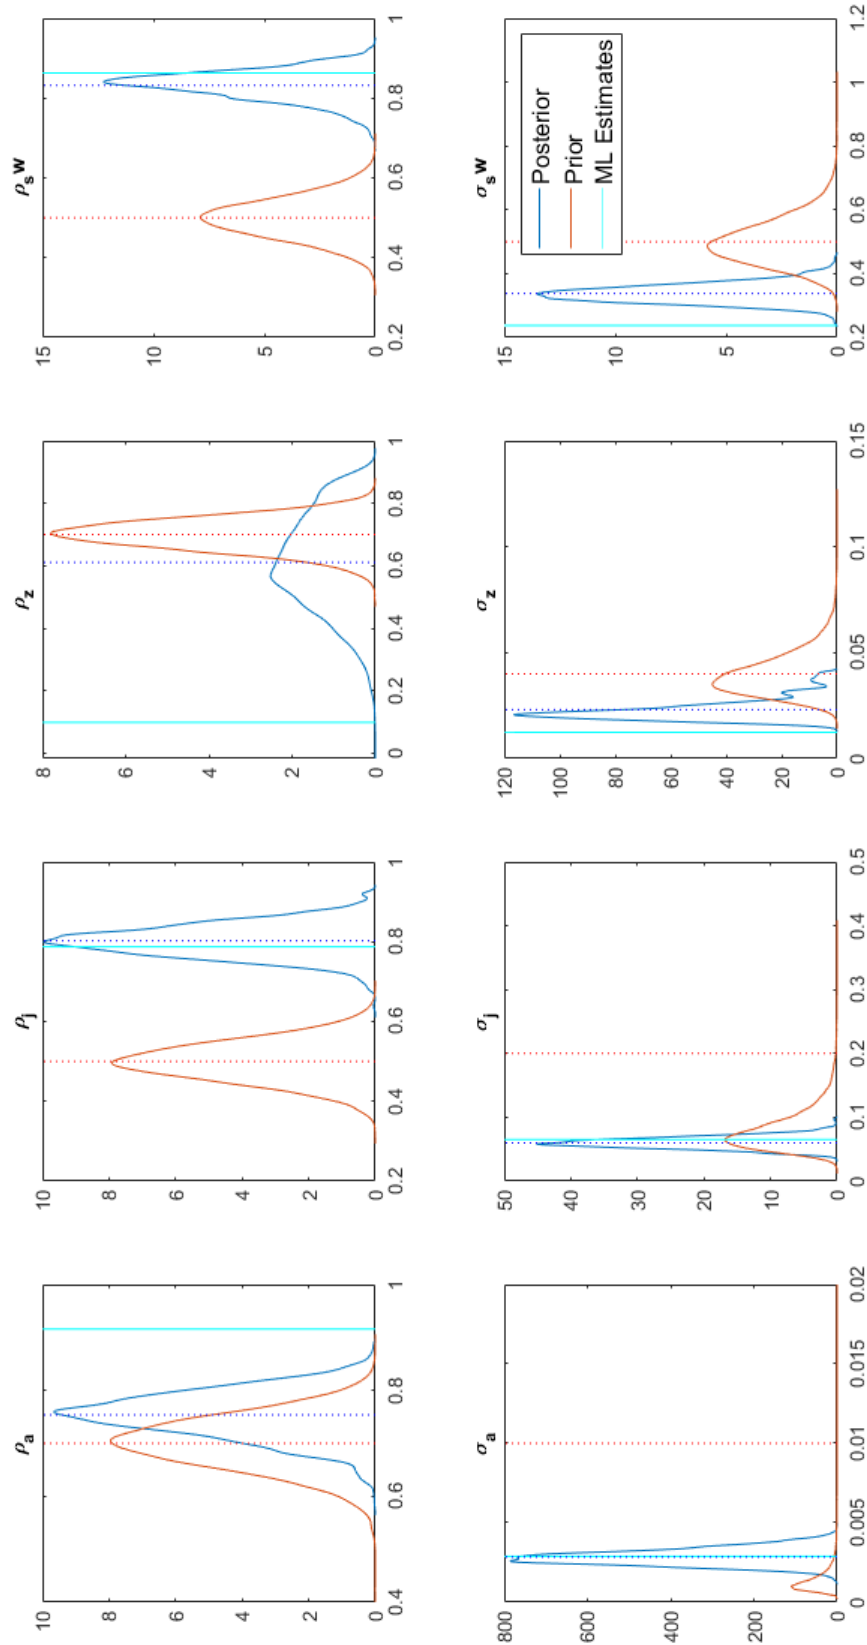 ρa
10
8
6
4
2
0
0.4 0.6 0.8 1
ρj
10
8
6
4
2
0
0.2 0.4 0.6 0.8 1
ρz
8
6
4
2
0
0 0.2 0.4 0.6 0.8 1
ρs w
15
10
5
0
0.2 0.4 0.6 0.8 1
σa
800
600
400
200
0
0 0.005 0.01 0.015 0.02
σj
50
40
30
20
10
0
0 0.1 0.2 0.3 0.4 0.5
σz
120
100
80
60
40
20
0
0 0.05 0.1 0.15
σs w
15
10
5
0
0.2 0.4 0.6 0.8 1 1.2
Posterior
Prior
ML Estimates